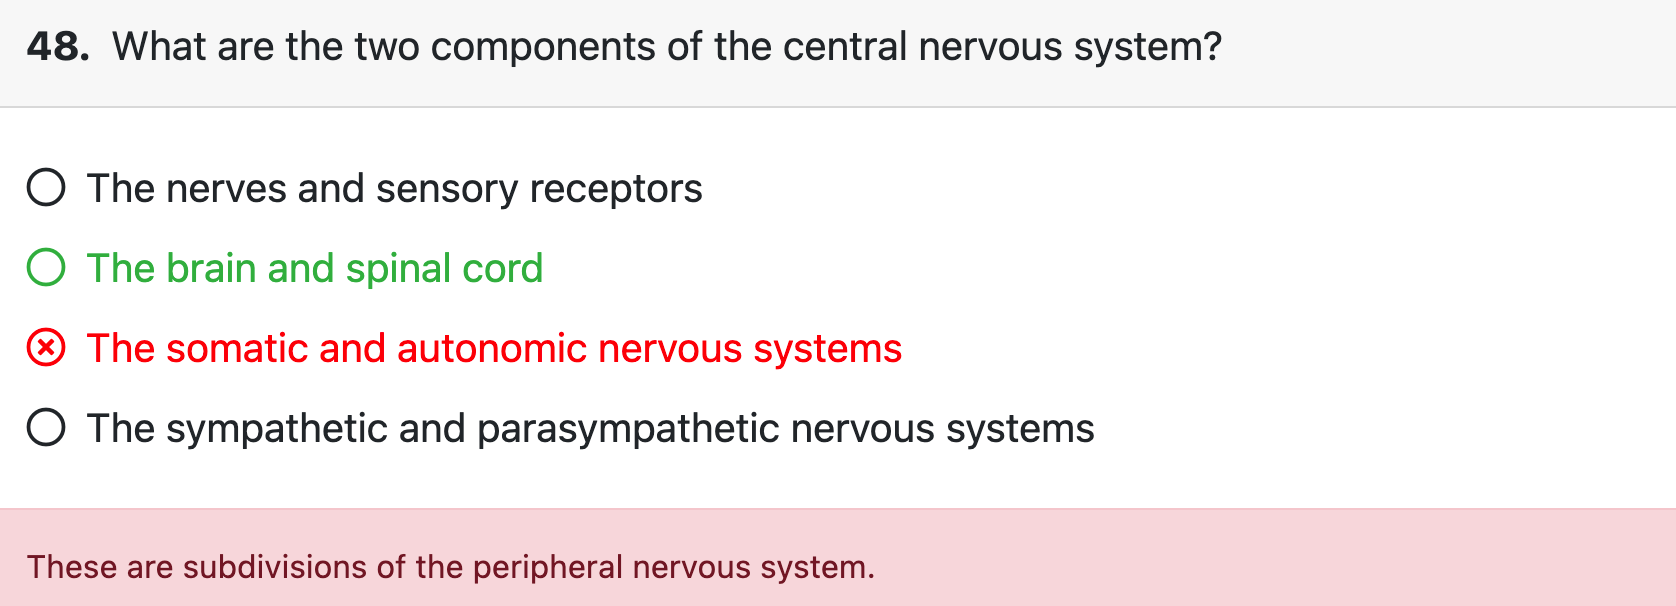 48. What are the two components of the central nervous system?
The nerves and sensory receptors
The brain and spinal cord
The somatic and autonomic nervous systems
The sympathetic and parasympathetic nervous systems
These are subdivisions of the peripheral nervous system.